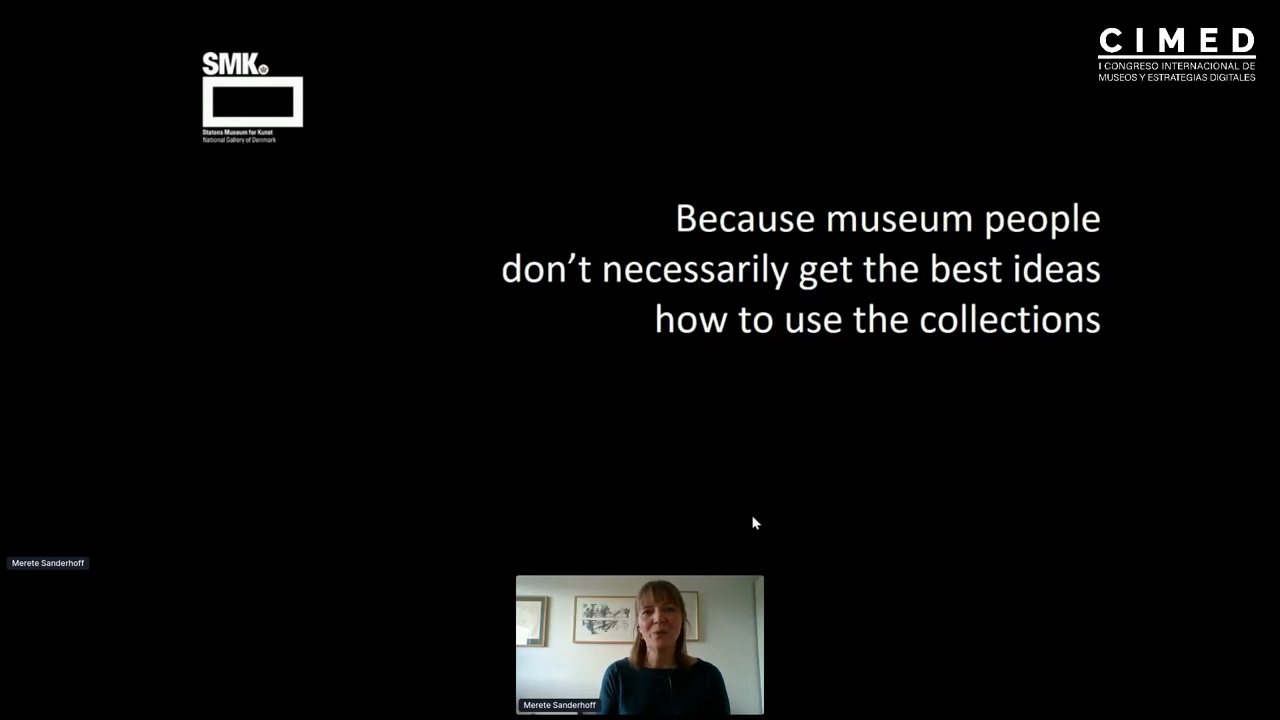 SMK
Statens Museum for Kunst
National Gallery of Denmark
C I M E D
I CONGRESO INTERNACIONAL DE
MUSEOS Y ESTRATEGIAS DIGITALES
Because museum people
don’t necessarily get the best ideas
how to use the collections
Merete Sanderhoff
Merete Sanderhoff